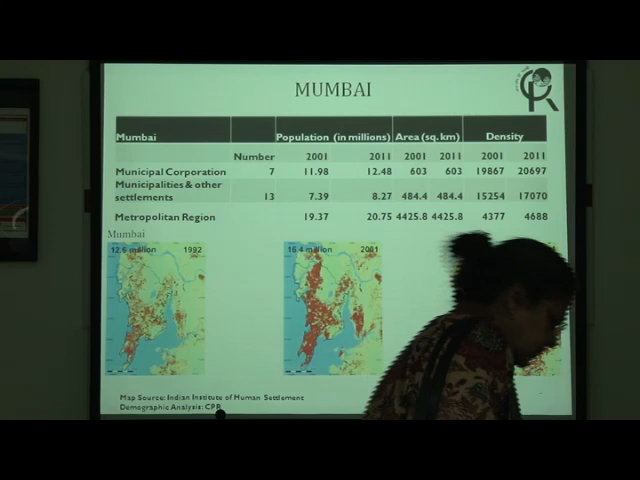 MUMBAI
Mumbai Population (in millions) Area (sq. km) Density
Number 2001 2011 2001 2011 2001 2011
Municipal Corporation 7 11.98 12.48 603 603 19867 20697
Municipalities & other
settlements 13 7.39 8.27 484.4 484.4 15254 17070
Metropolitan Region 19.37 20.75 4425.8 4425.8 4377 4688
Mumbai
12.6 million 1992
16.4 million 2001
Map Source: Indian Institute of Human Settlement
Demographic Analysis: CPR